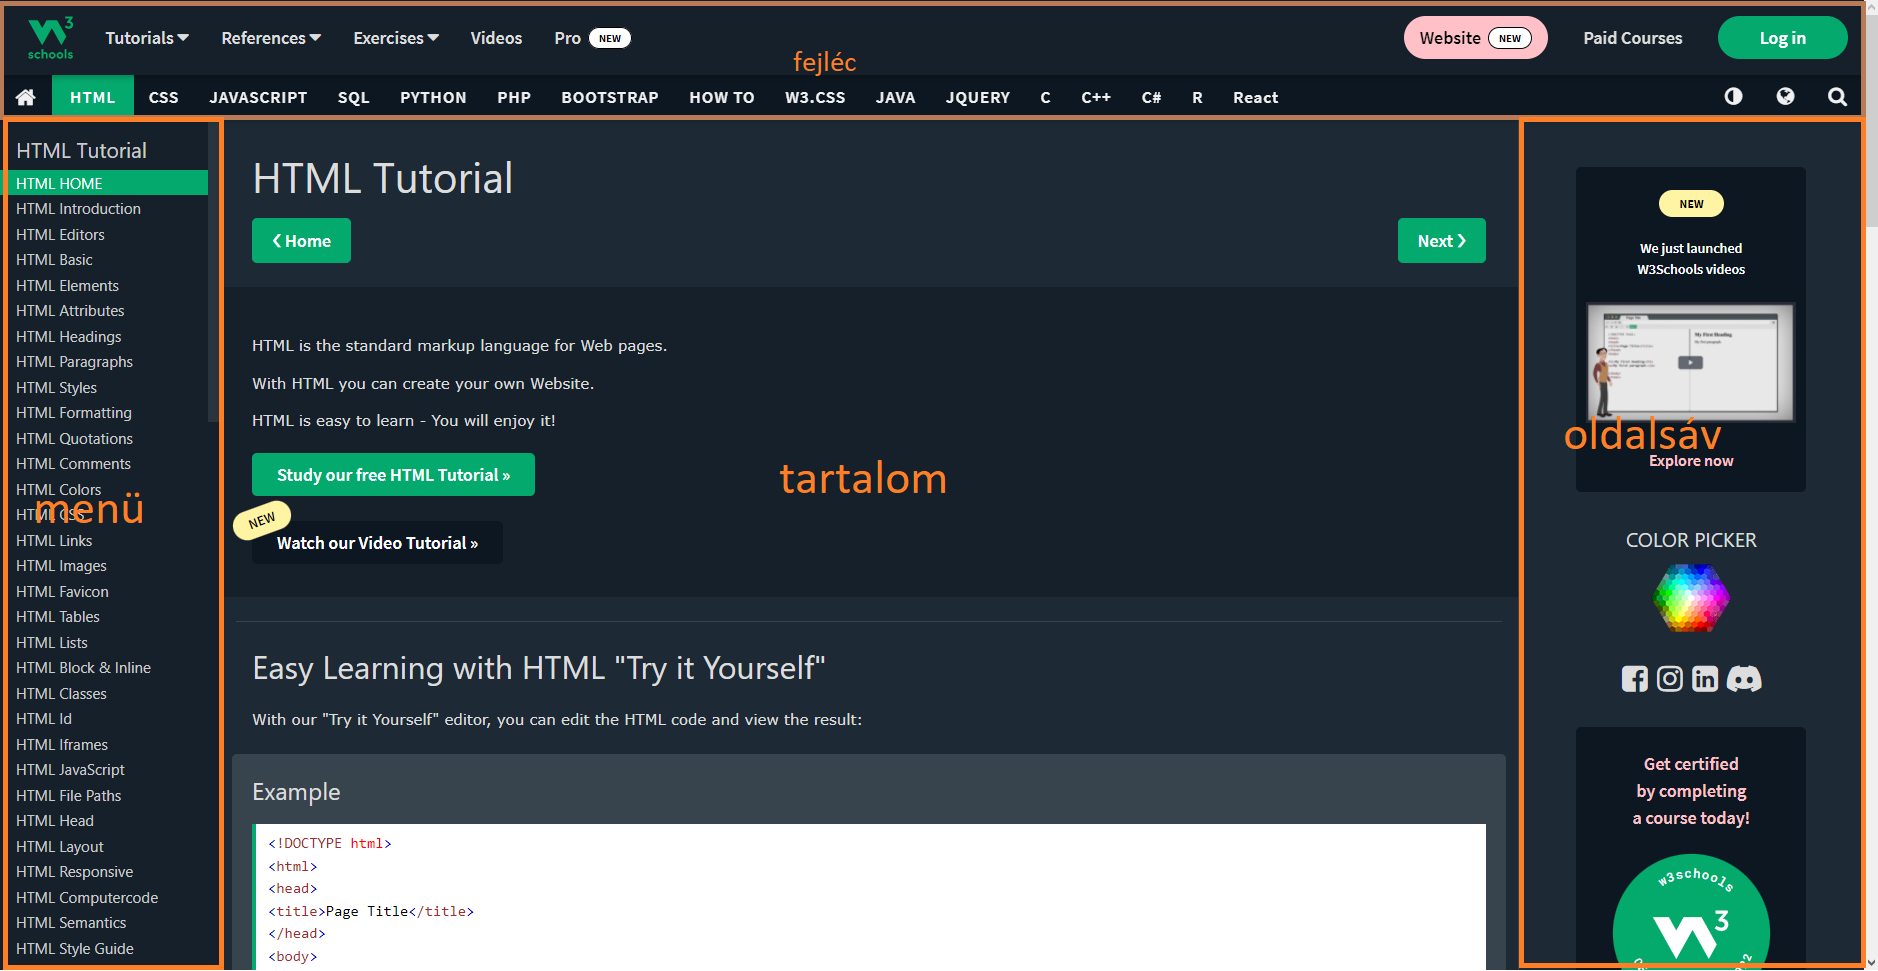 W3
schools
Tutorials
References
Exercises
Videos
Pro NEW
Website NEW
Paid Courses
Log in
fejléc
HTML
CSS
JAVASCRIPT
SQL
PYTHON
PHP
BOOTSTRAP
HOW TO
W3.CSS
JAVA
JQUERY
C
C++
C#
R
React
HTML Tutorial
HTML HOME
HTML Introduction
HTML Editors
HTML Basic
HTML Elements
HTML Attributes
HTML Headings
HTML Paragraphs
HTML Styles
HTML Formatting
HTML Quotations
HTML Comments
HTML Colors
HTML CSS
menü
HTML Links
HTML Images
HTML Favicon
HTML Tables
HTML Lists
HTML Block & Inline
HTML Classes
HTML Id
HTML Iframes
HTML JavaScript
HTML File Paths
HTML Head
HTML Layout
HTML Responsive
HTML Computercode
HTML Semantics
HTML Style Guide
HTML Tutorial
❮ Home
Next ❯
HTML is the standard markup language for Web pages.
With HTML you can create your own Website.
HTML is easy to learn - You will enjoy it!
Study our free HTML Tutorial »
tartalom
NEW
Watch our Video Tutorial »
Easy Learning with HTML "Try it Yourself"
With our "Try it Yourself" editor, you can edit the HTML code and view the result:
Example
<!DOCTYPE html>
<html>
<head>
<title>Page Title</title>
</head>
<body>
NEW
We just launched
W3Schools videos
My First Heading
oldalsáv
Explore now
COLOR PICKER
Get certified
by completing
a course today!
w3schools
W3